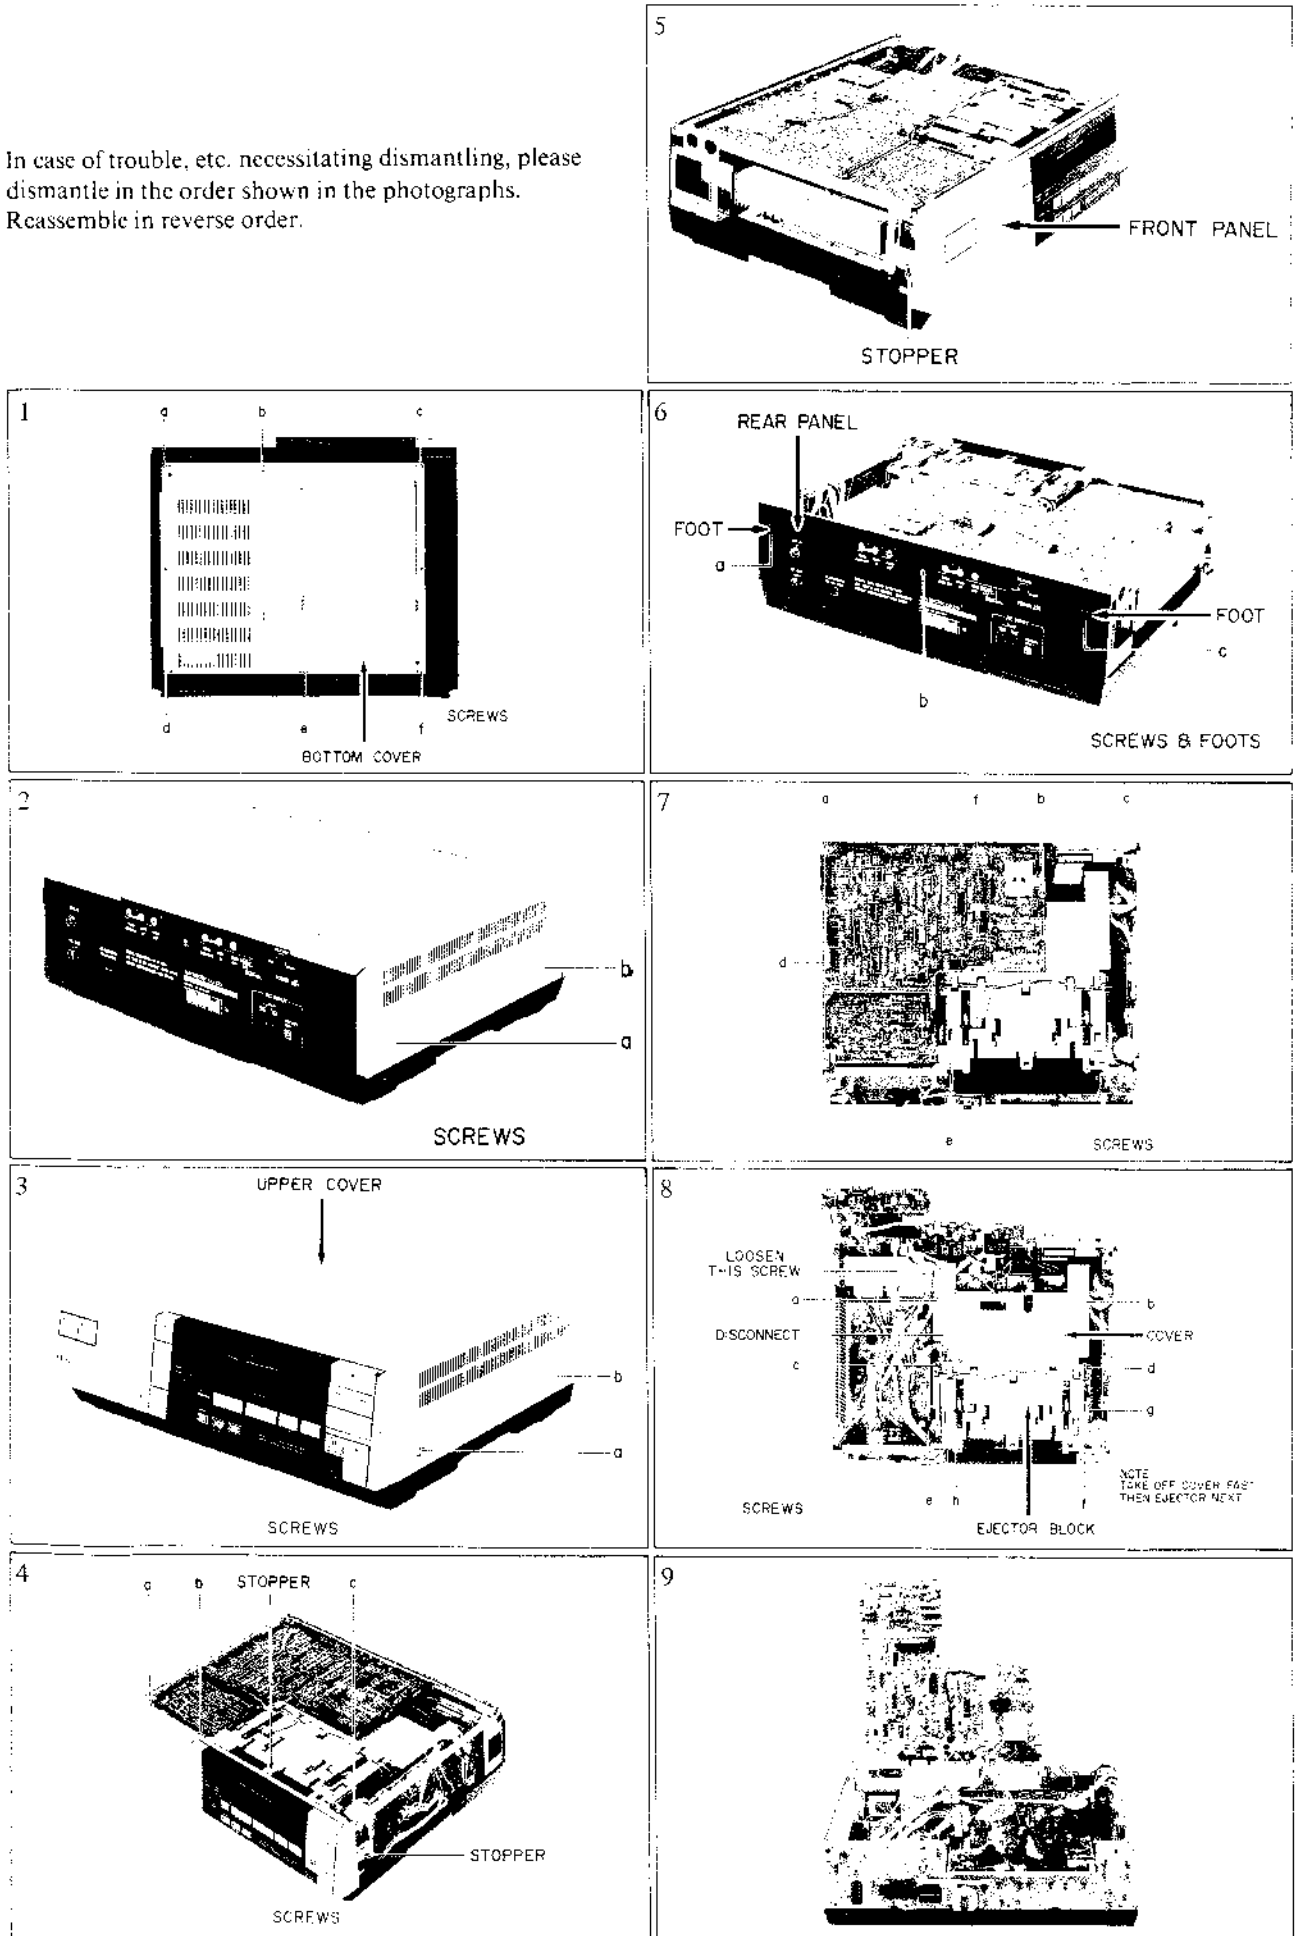 In case of trouble, etc. necessitating dismantling, please
dismantle in the order shown in the photographs.
Reassemble in reverse order.
5
FRONT PANEL
STOPPER
1
a b c
d e f
SCREWS
BOTTOM COVER
6
REAR PANEL
FOOT
a
FOOT
c
b
SCREWS & FOOTS
2
b
a
SCREWS
7
a f b c
d
e
SCREWS
3
UPPER COVER
b
a
SCREWS
8
LOOSEN
THIS SCREW
a
b
DISCONNECT
COVER
c
d
g
NOTE
TAKE OFF COVER FAST
THEN EJECTOR NEXT
e h f
SCREWS
EJECTOR BLOCK
4
a b STOPPER c
STOPPER
SCREWS
9